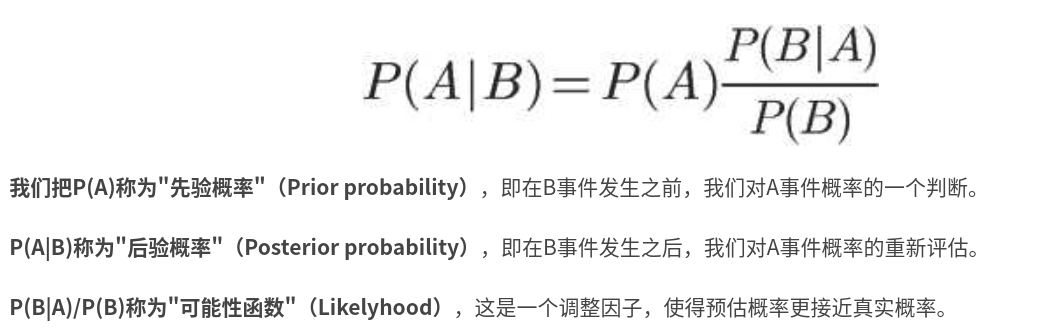 P(A|B)=P(A)P(B|A)/P(B)
我们把P(A)称为"先验概率"（Prior probability），即在B事件发生之前，我们对A事件概率的一个判断。
P(A|B)称为"后验概率"（Posterior probability），即在B事件发生之后，我们对A事件概率的重新评估。
P(B|A)/P(B)称为"可能性函数"（Likelyhood），这是一个调整因子，使得预估概率更接近真实概率。